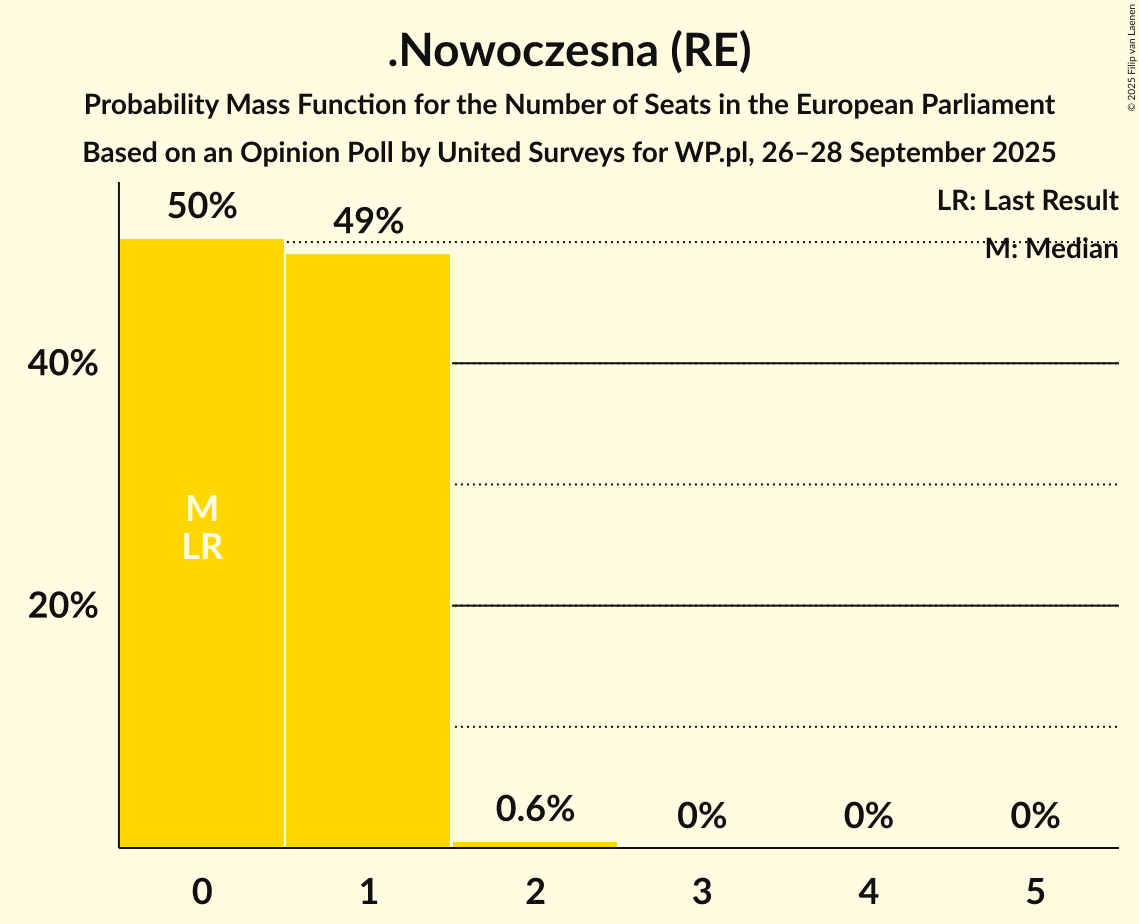 .Nowoczesna (RE)
Probability Mass Function for the Number of Seats in the European Parliament
Based on an Opinion Poll by United Surveys for WP.pl, 26–28 September 2025
© 2025 Filip van Laenen
LR: Last Result
M: Median
50%
49%
40%
M
LR
20%
0.6%
0%
0%
0%
0
1
2
3
4
5